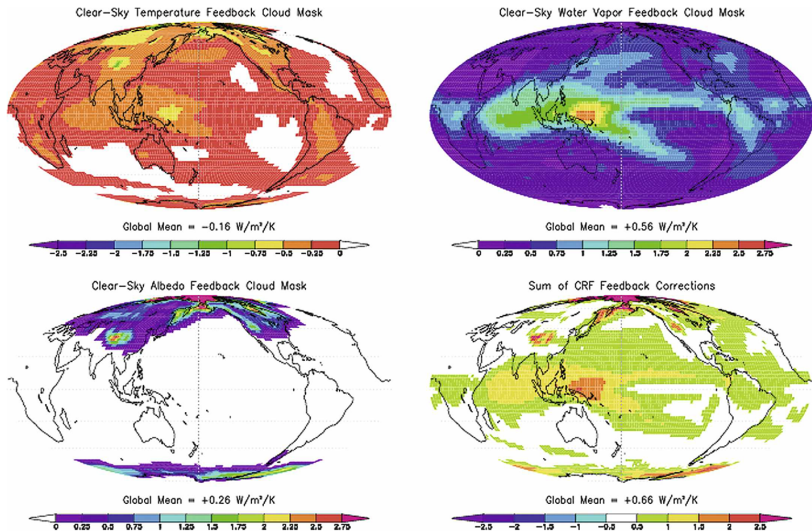 Clear-Sky Temperature Feedback Cloud Mask
Global Mean = -0.16 W/m²/K
-2.5 -2.25 -2 -1.75 -1.5 -1.25 -1 -0.75 -0.5 -0.25 0
Clear-Sky Water Vapor Feedback Cloud Mask
Global Mean = +0.56 W/m²/K
0 0.25 0.5 0.75 1 1.25 1.5 1.75 2 2.25 2.5 2.75
Clear-Sky Albedo Feedback Cloud Mask
Global Mean = +0.26 W/m²/K
0 0.25 0.5 0.75 1 1.25 1.5 1.75 2 2.25 2.5 2.75
Sum of CRF Feedback Corrections
Global Mean = +0.66 W/m²/K
-2.5 -2 -1.5 -1 -0.5 0.5 1 1.5 2 2.5